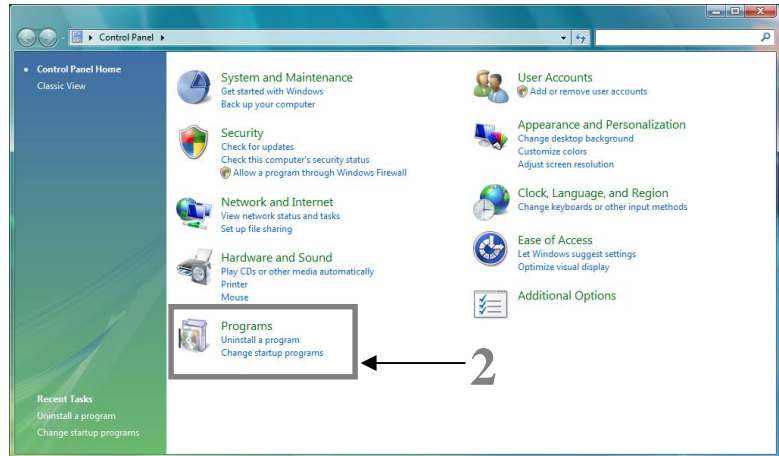 Control Panel
Control Panel Home
Classic View
System and Maintenance
Get started with Windows
Back up your computer
Security
Check for updates
Check this computer's security status
Allow a program through Windows Firewall
Network and Internet
View network status and tasks
Set up file sharing
Hardware and Sound
Play CDs or other media automatically
Printer
Mouse
Programs
Uninstall a program
Change startup programs
User Accounts
Add or remove user accounts
Appearance and Personalization
Change desktop background
Customize colors
Adjust screen resolution
Clock, Language, and Region
Change keyboards or other input methods
Ease of Access
Let Windows suggest settings
Optimize visual display
Additional Options
2
Recent Tasks
Uninstall a program
Change startup programs